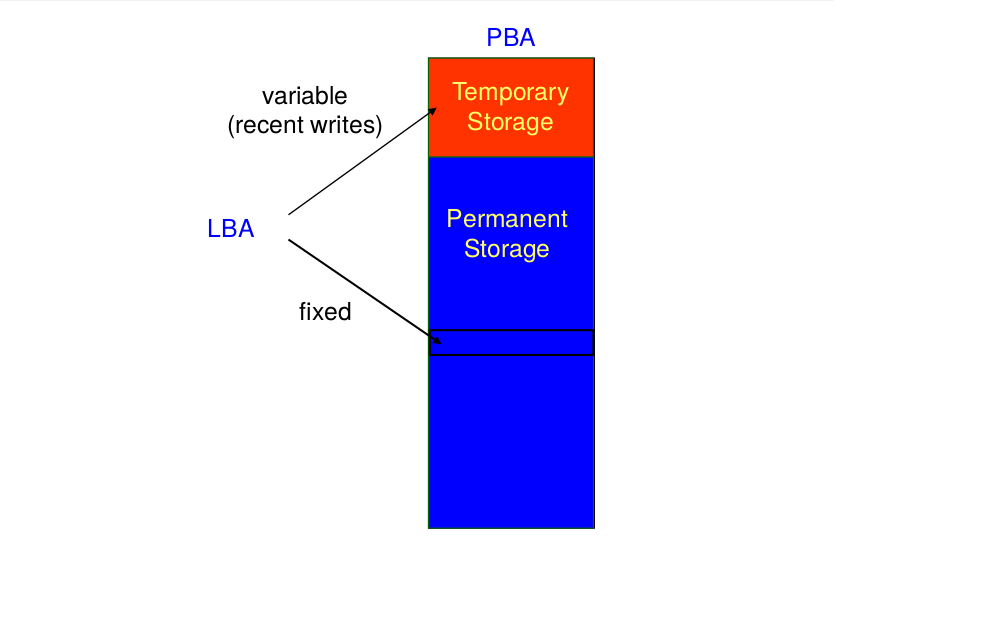 PBA
Temporary
Storage
variable
(recent writes)
Permanent
Storage
LBA
fixed